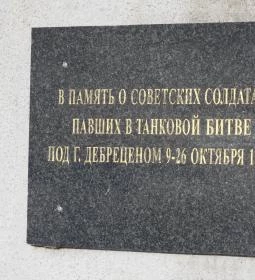 В ПАМЯТЬ О СОВЕТСКИХ СОЛДАТА
ПАВШИХ В ТАНКОВОЙ БИТВЕ
ПОД Г. ДЕБРЕЦЕНОМ 9-26 ОКТЯБРЯ 1